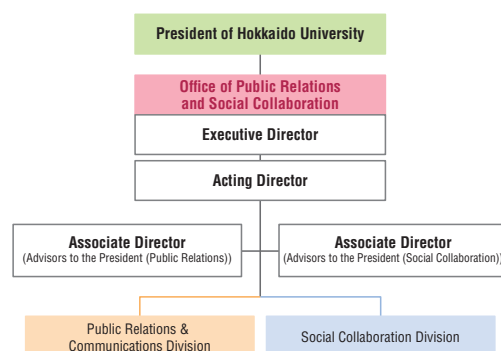 President of Hokkaido University
Office of Public Relations
and Social Collaboration
Executive Director
Acting Director
Associate Director
(Advisors to the President (Public Relations))
Associate Director
(Advisors to the President (Social Collaboration))
Public Relations &
Communications Division
Social Collaboration Division